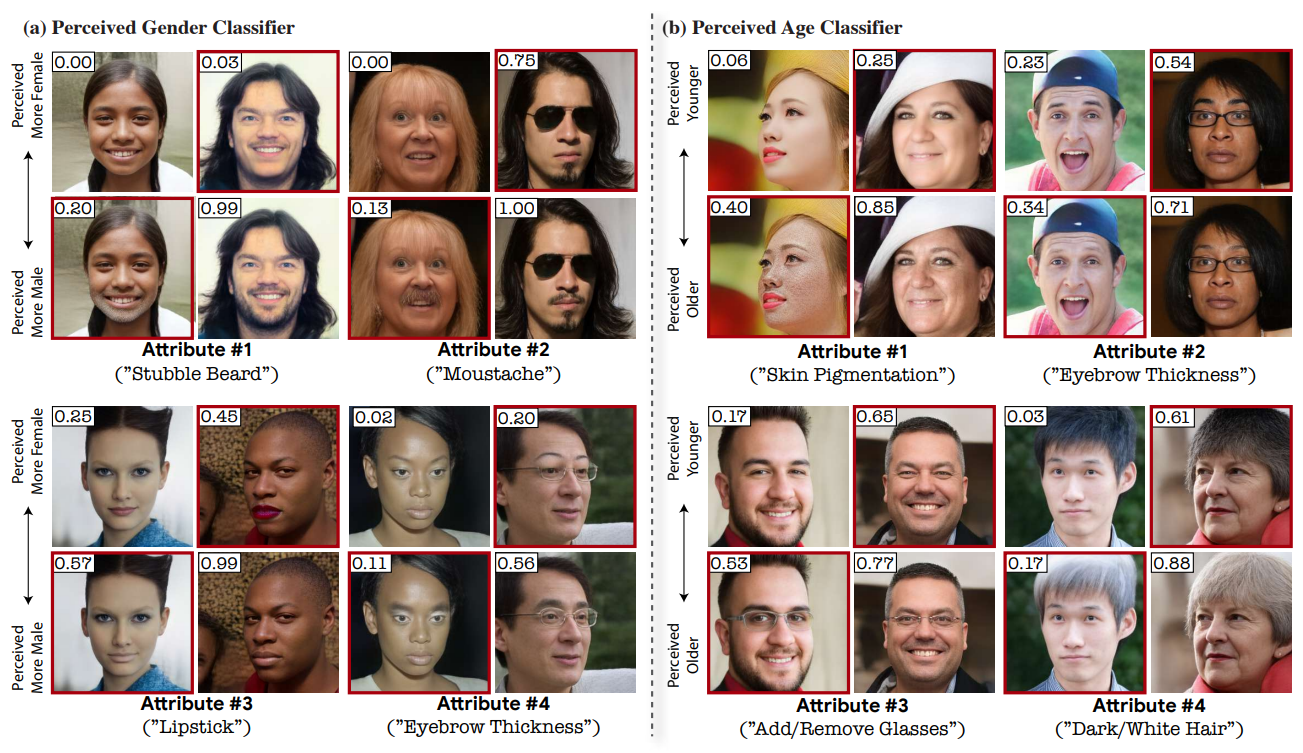 (a) Perceived Gender Classifier
Perceived
More Female
Perceived
More Male
0.00
0.03
0.00
0.75
0.20
0.99
0.13
1.00
Attribute #1
("Stubble Beard")
Attribute #2
("Moustache")
Perceived
More Female
Perceived
More Male
0.25
0.45
0.02
0.20
0.57
0.99
0.11
0.56
Attribute #3
("Lipstick")
Attribute #4
("Eyebrow Thickness")
(b) Perceived Age Classifier
Perceived
Younger
Perceived
Older
0.06
0.25
0.23
0.54
0.40
0.85
0.34
0.71
Attribute #1
("Skin Pigmentation")
Attribute #2
("Eyebrow Thickness")
Perceived
Younger
Perceived
Older
0.17
0.65
0.03
0.61
0.53
0.77
0.17
0.88
Attribute #3
("Add/Remove Glasses")
Attribute #4
("Dark/White Hair")